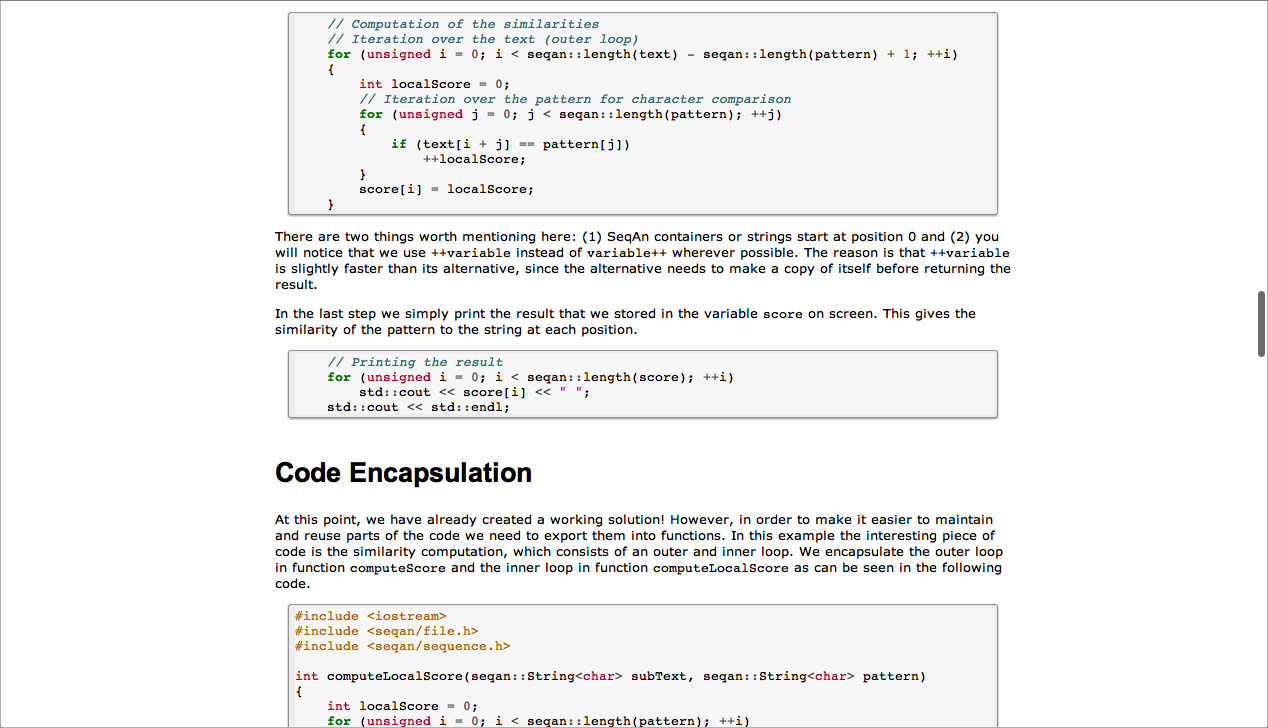 // Computation of the similarities
// Iteration over the text (outer loop)
for (unsigned i = 0; i < seqan::length(text) - seqan::length(pattern) + 1; ++i)
{
int localScore = 0;
// Iteration over the pattern for character comparison
for (unsigned j = 0; j < seqan::length(pattern); ++j)
{
if (text[i + j] == pattern[j])
++localScore;
}
score[i] = localScore;
}
There are two things worth mentioning here: (1) SeqAn containers or strings start at position 0 and (2) you
will notice that we use ++variable instead of variable++ wherever possible. The reason is that ++variable
is slightly faster than its alternative, since the alternative needs to make a copy of itself before returning the
result.
In the last step we simply print the result that we stored in the variable score on screen. This gives the
similarity of the pattern to the string at each position.
// Printing the result
for (unsigned i = 0; i < seqan::length(score); ++i)
std::cout << score[i] << " ";
std::cout << std::endl;
Code Encapsulation
At this point, we have already created a working solution! However, in order to make it easier to maintain
and reuse parts of the code we need to export them into functions. In this example the interesting piece of
code is the similarity computation, which consists of an outer and inner loop. We encapsulate the outer loop
in function computeScore and the inner loop in function computeLocalScore as can be seen in the following
code.
#include <iostream>
#include <seqan/file.h>
#include <seqan/sequence.h>
int computeLocalScore(seqan::String<char> subText, seqan::String<char> pattern)
{
int localScore = 0;
for (unsigned i = 0; i < seqan::length(pattern); ++i)